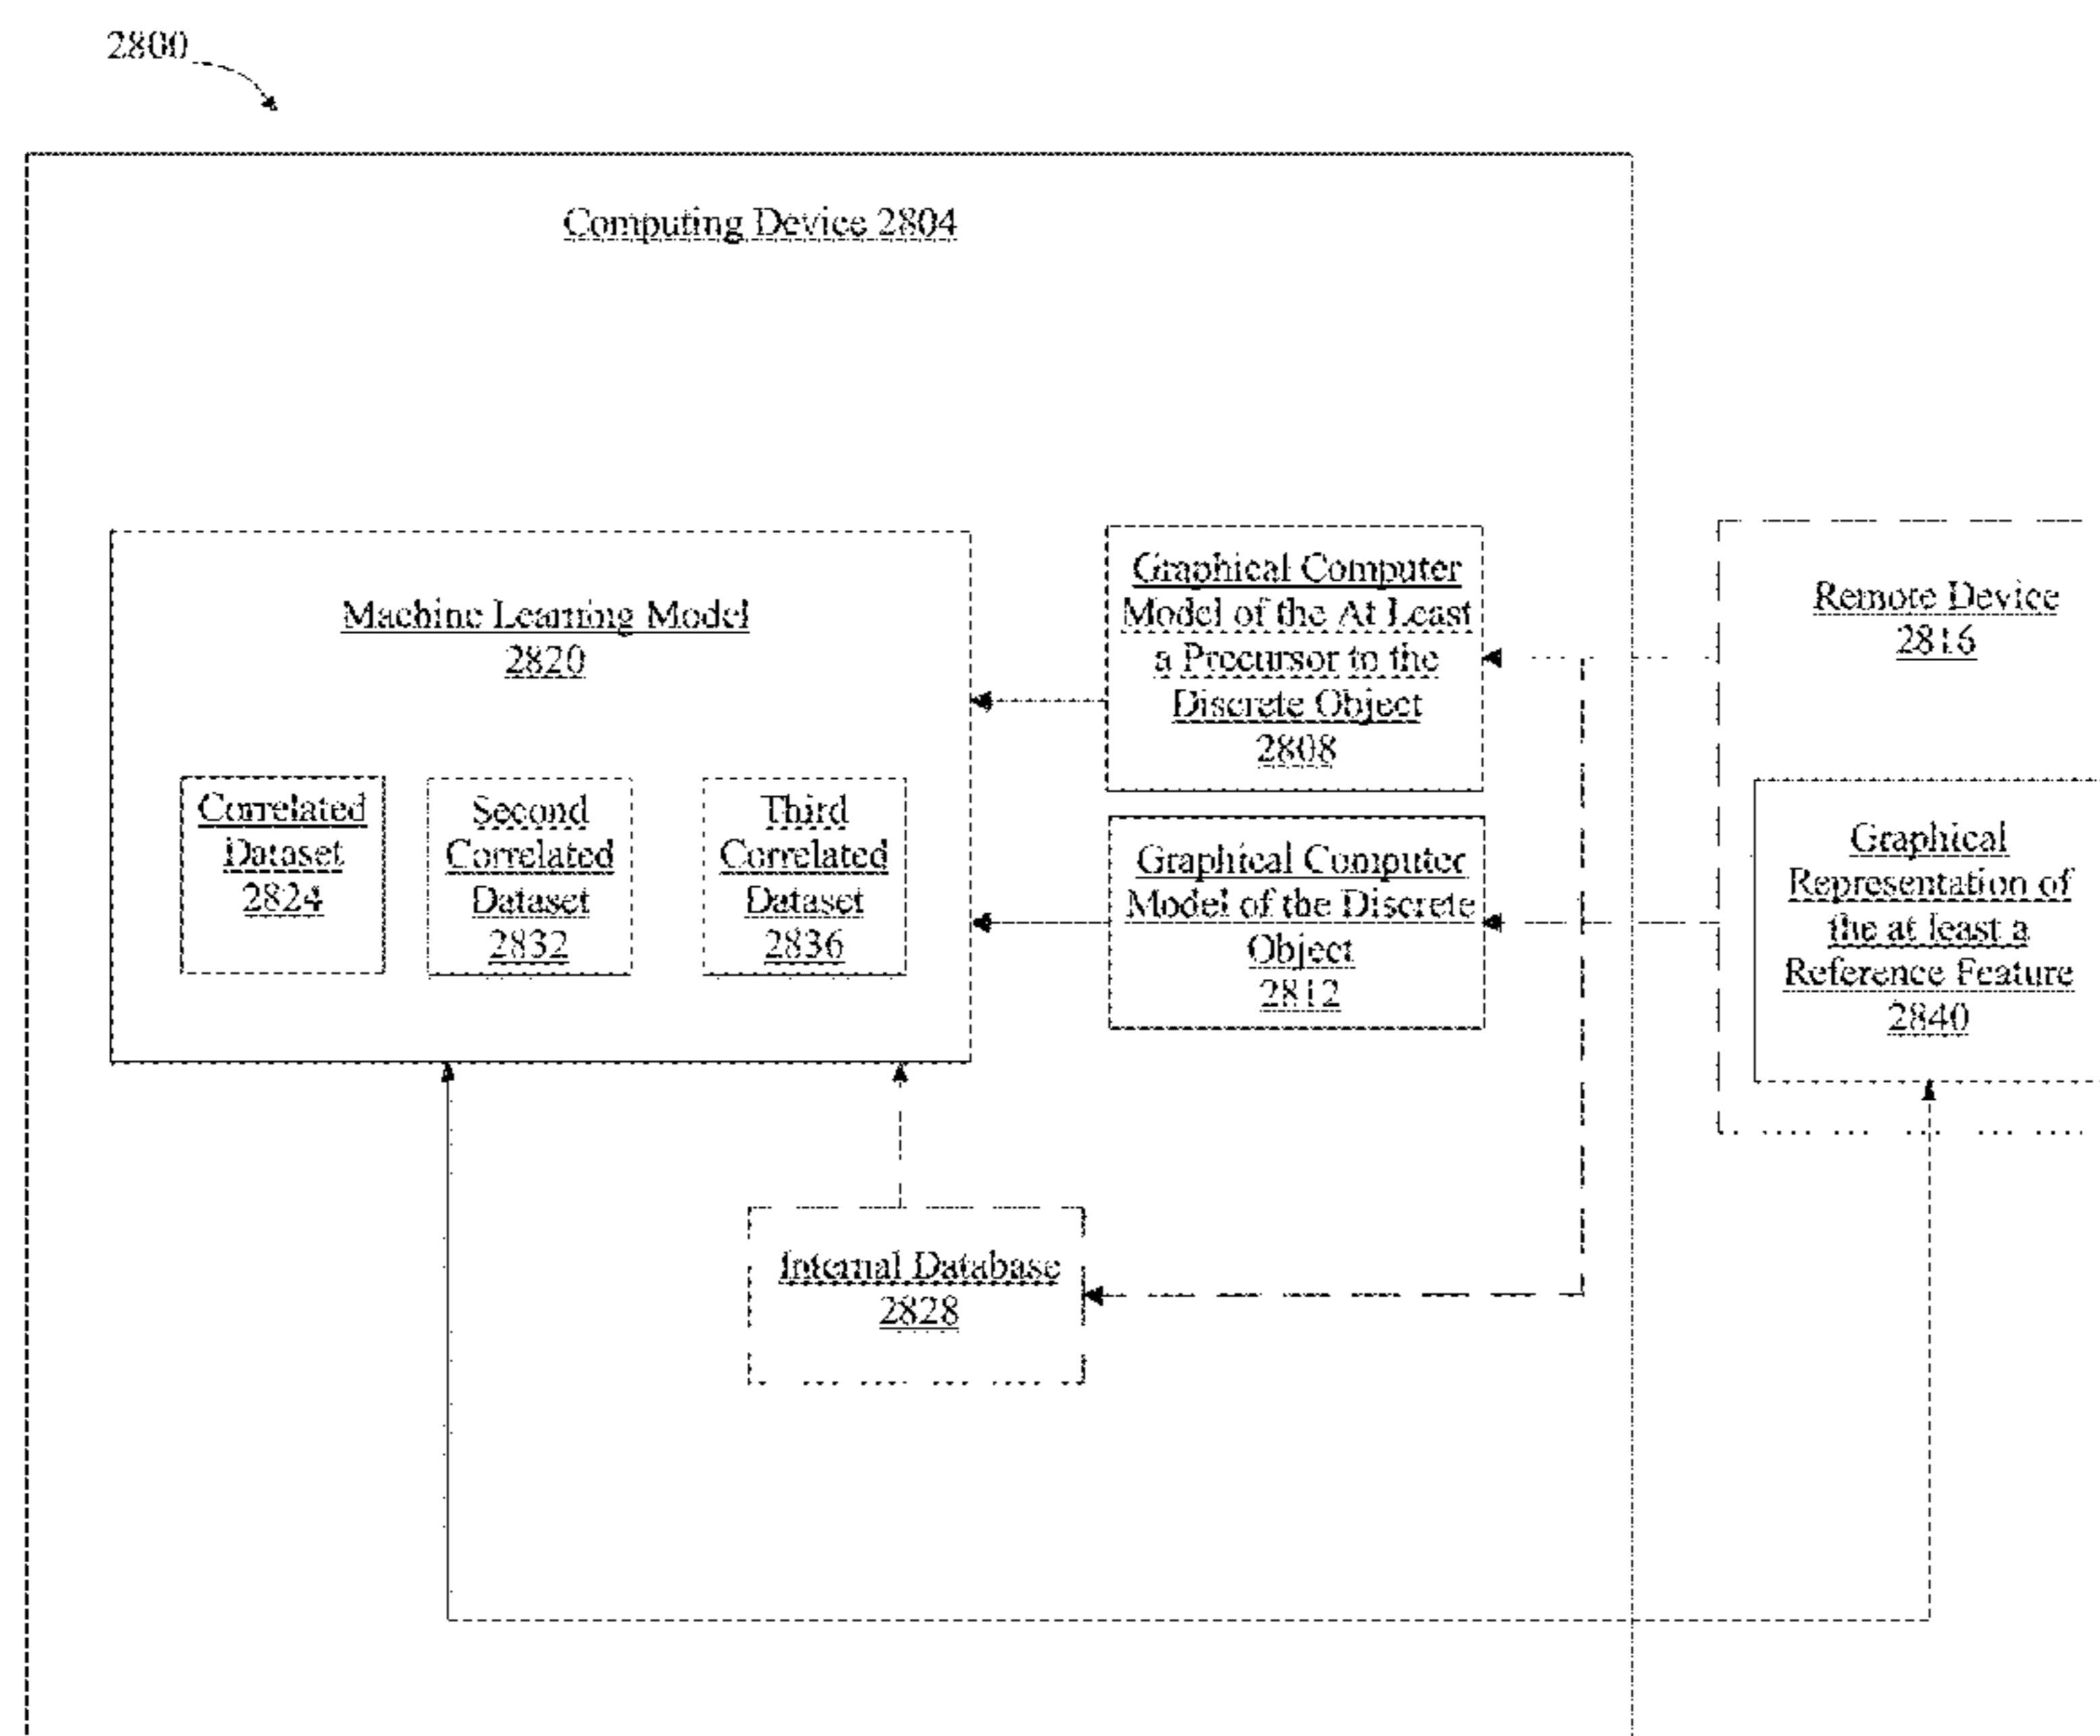 2800
Computing Device 2804
Machine Learning Model
2820
Correlated
Dataset
2824
Second
Correlated
Dataset
2832
Third
Correlated
Dataset
2836
Graphical Computer
Model of the At Least
a Precursor to the
Discrete Object
2808
Graphical Computer
Model of the Discrete
Object
2812
Remote Device
2816
Graphical
Representation of
the at least a
Reference Feature
2840
Internal Database
2828